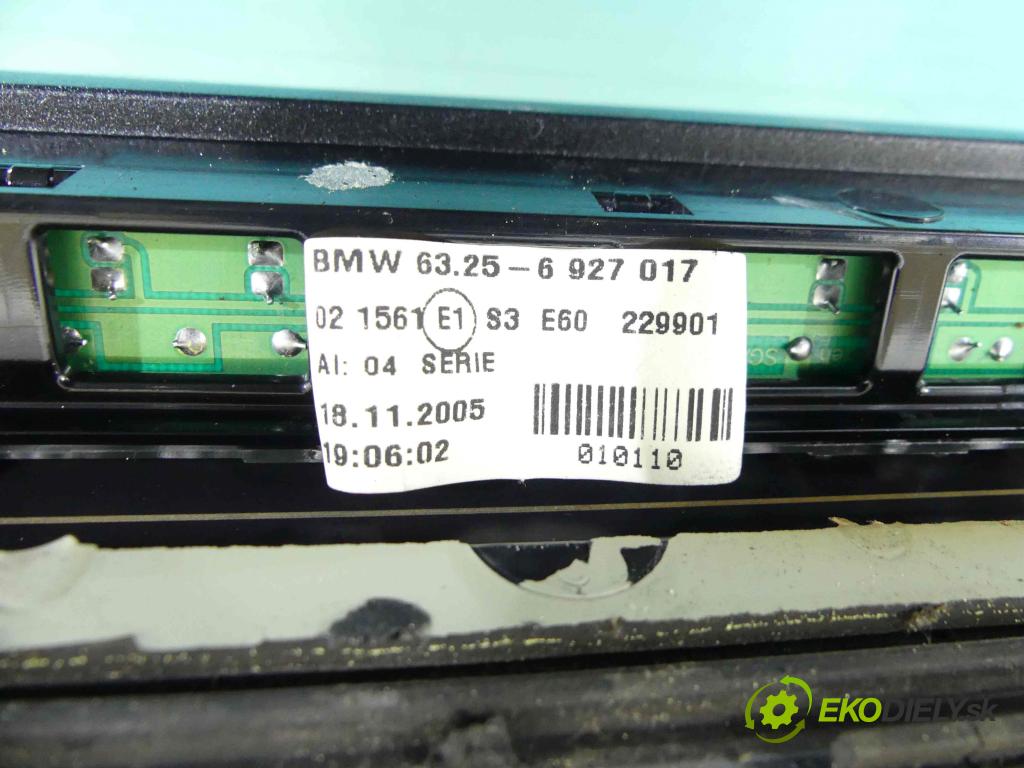 BMW 63.25-6 927 017
02 1561 E1 S3 E60 229901
AI: 04 SERIE
18.11.2005
19:06:02
010110
EKODIELY.sk